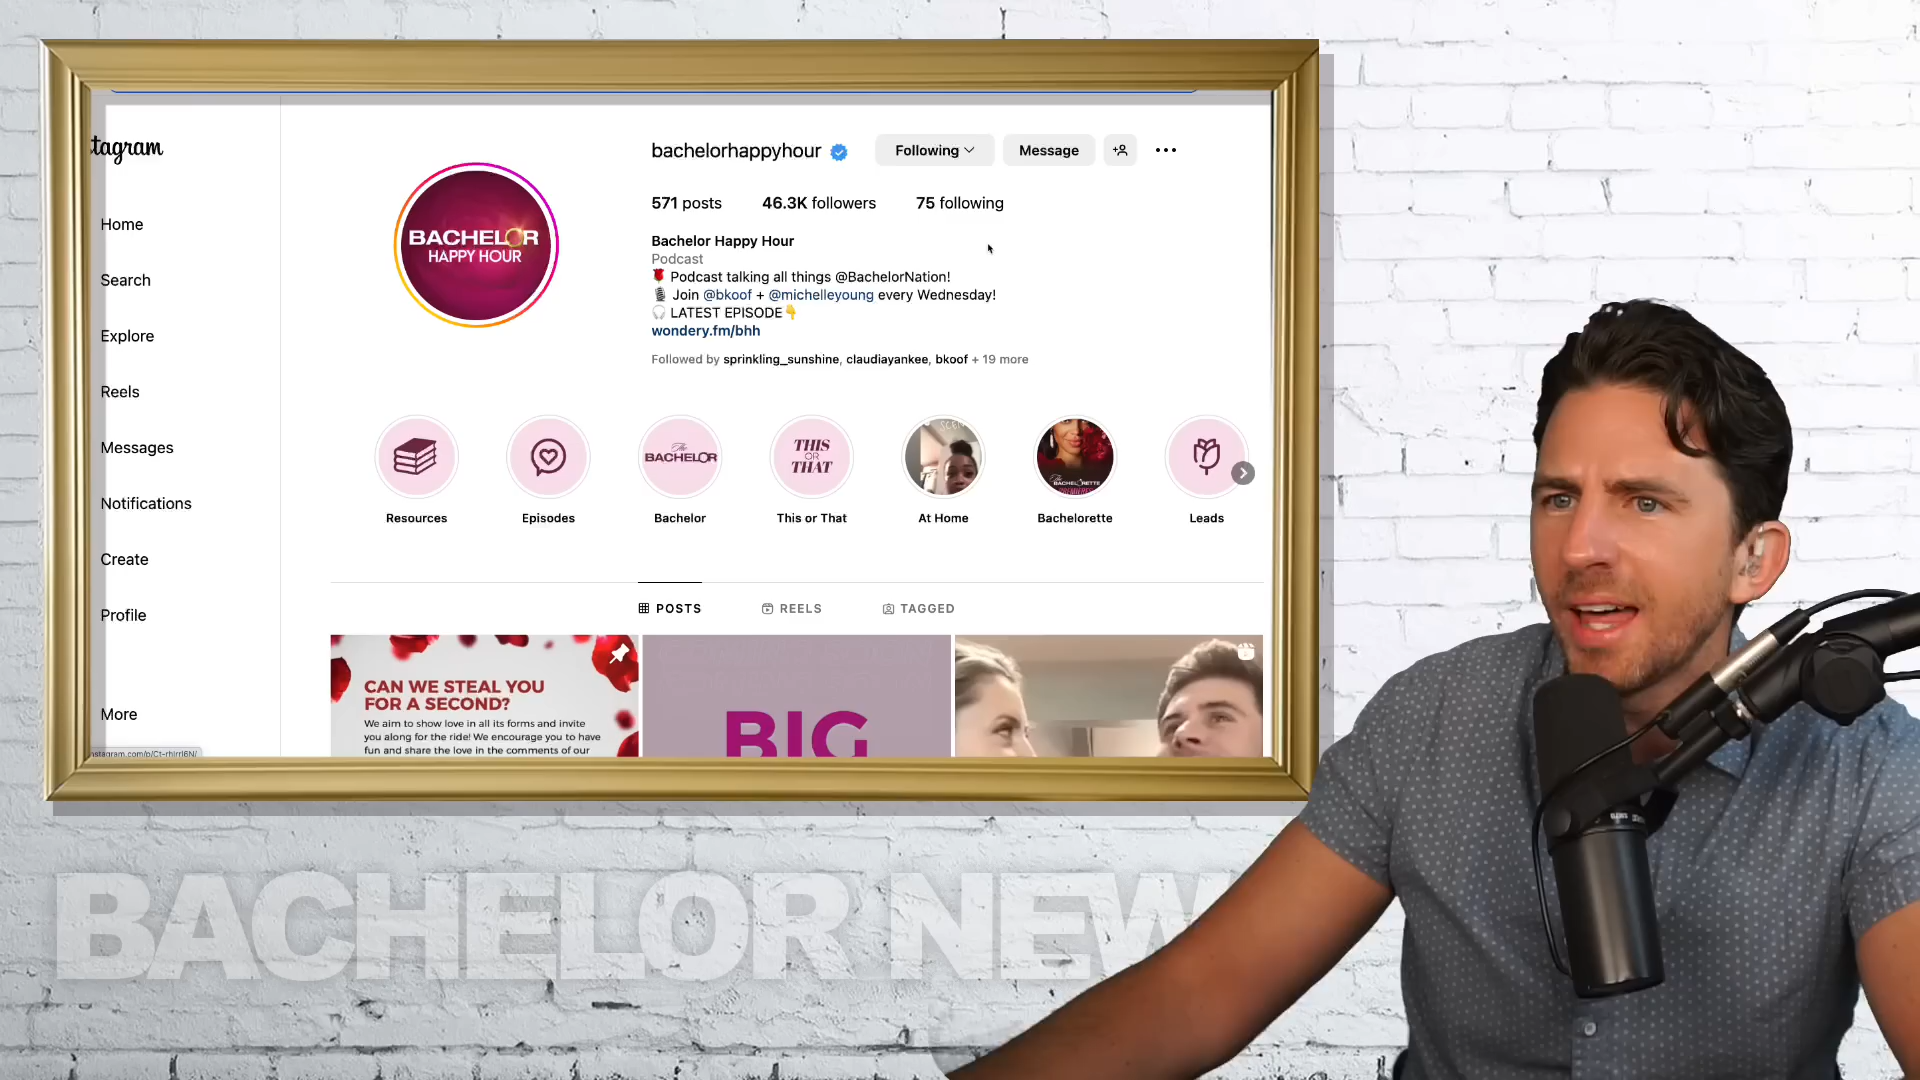 tagram
Home
Search
Explore
Reels
Messages
Notifications
Create
Profile
More
BACHELOR
HAPPY HOUR
bachelorhappyhour
Following
Message
571 posts
46.3K followers
75 following
Bachelor Happy Hour
Podcast
Podcast talking all things @BachelorNation!
Join @bkoof + @michelleyoung every Wednesday!
LATEST EPISODE
wondery.fm/bhh
Followed by sprinkling_sunshine, claudiayankee, bkoof + 19 more
The
BACHELOR
THIS
OR
THAT
The
BACHELORETTE
Resources
Episodes
Bachelor
This or That
At Home
Bachelorette
Leads
POSTS
REELS
TAGGED
CAN WE STEAL YOU
FOR A SECOND?
We aim to show love in all its forms and invite
you along for the ride! We encourage you to have
fun and share the love in the comments of our
BIG
BACHELOR NEW